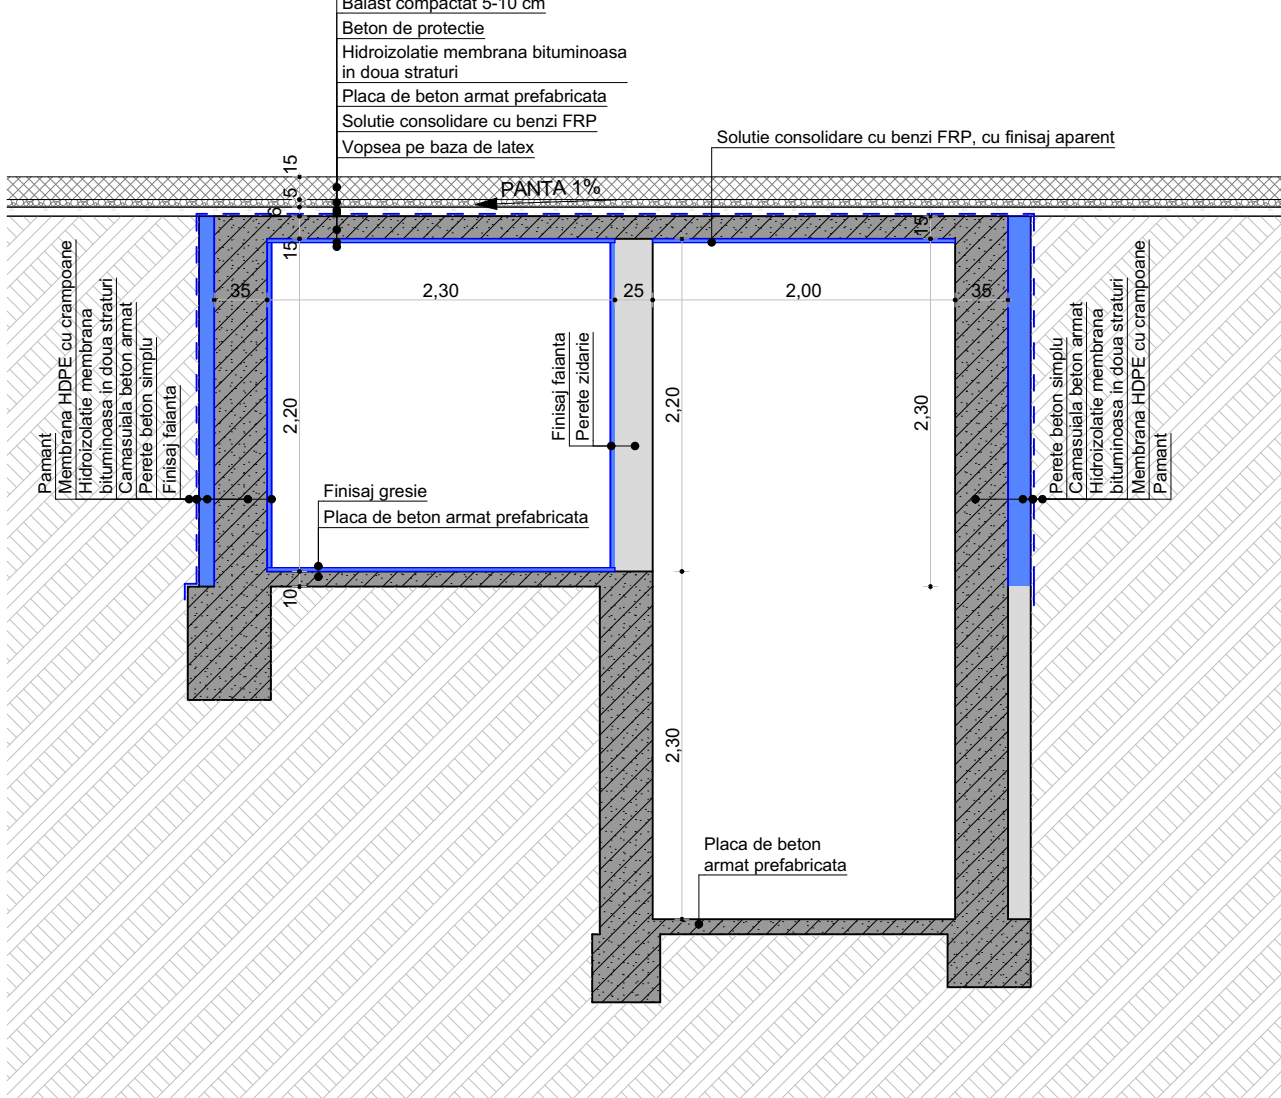 Balast compactat 5-10 cm
Beton de protectie
Hidroizolatie membrana bituminoasa
in doua straturi
Placa de beton armat prefabricata
Solutie consolidare cu benzi FRP
Vopsea pe baza de latex
Solutie consolidare cu benzi FRP, cu finisaj aparent
15
5
6
15
PANTA 1%
15
35
2,30
25
2,00
35
Pamant
Membrana HDPE cu crampoane
Hidroizolatie membrana
bituminoasa in doua straturi
Camasuiala beton armat
Perete beton simplu
Finisaj faianta
2,20
Finisaj faianta
Perete zidarie
2,20
2,30
Perete beton simplu
Camasuiala beton armat
Hidroizolatie membrana
bituminoasa in doua straturi
Membrana HDPE cu crampoane
Pamant
Finisaj gresie
Placa de beton armat prefabricata
10
2,30
Placa de beton
armat prefabricata